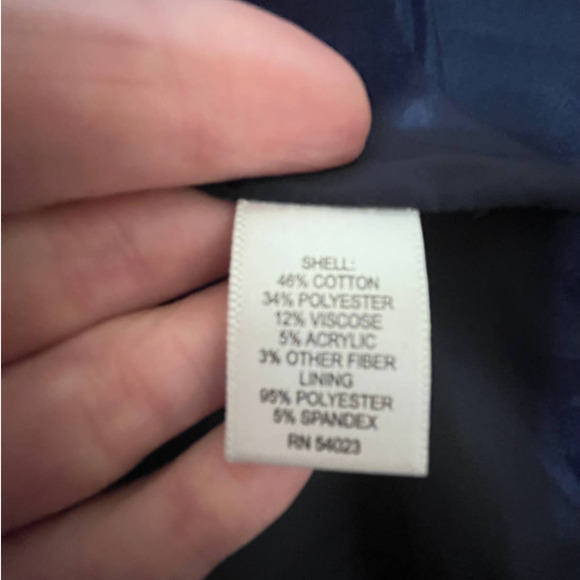 SHELL:
46% COTTON
34% POLYESTER
12% VISCOSE
5% ACRYLIC
3% OTHER FIBER
LINING
95% POLYESTER
5% SPANDEX
RN 54023